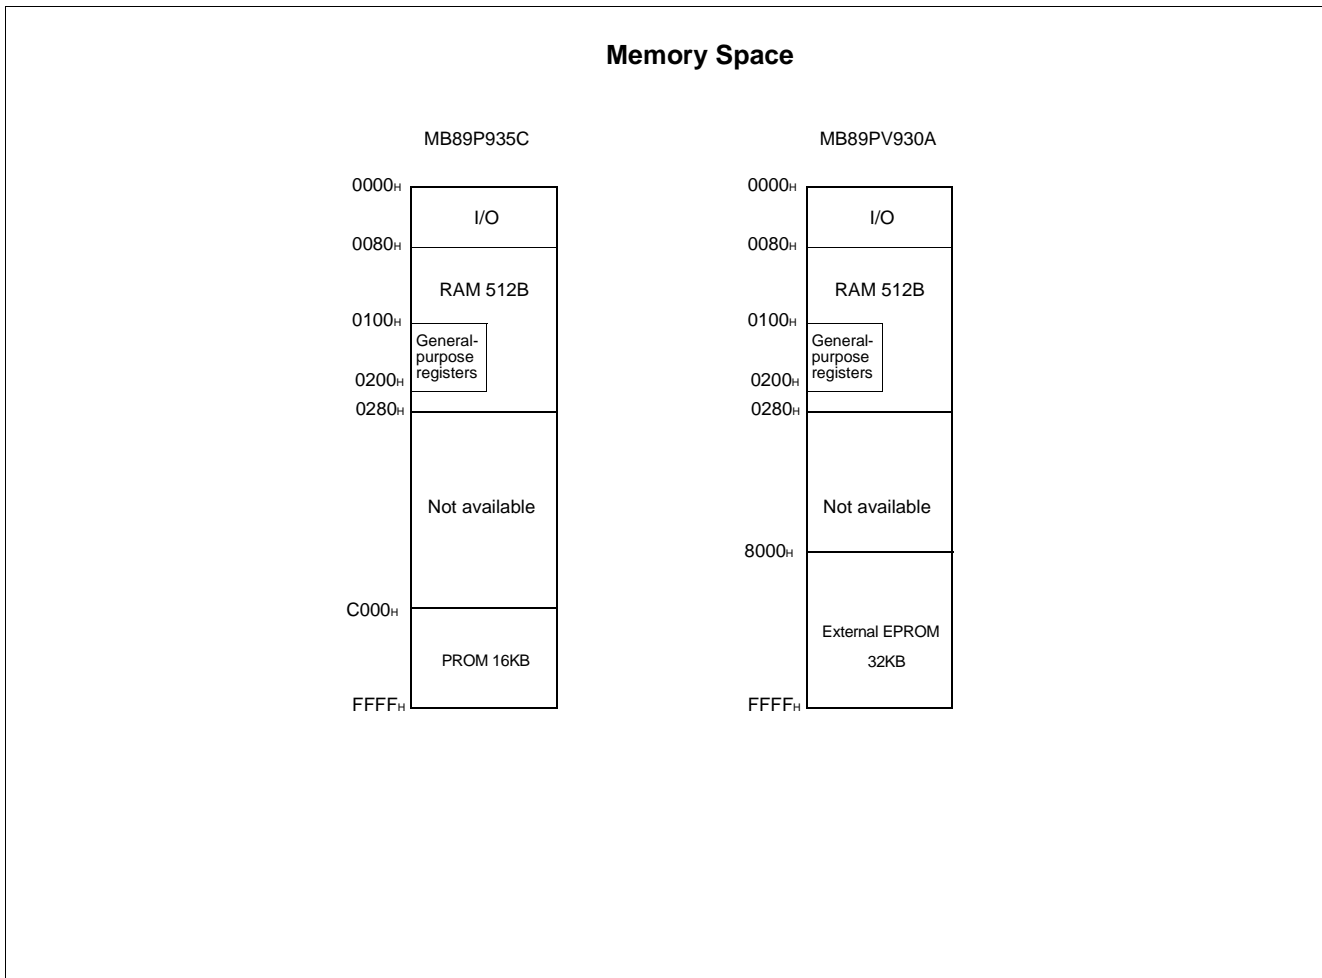 Memory Space
MB89P935C
0000H
I/O
0080H
RAM 512B
0100H
General-
purpose
registers
0200H
0280H
Not available
C000H
PROM 16KB
FFFFH
MB89PV930A
0000H
I/O
0080H
RAM 512B
0100H
General-
purpose
registers
0200H
0280H
Not available
8000H
External EPROM
32KB
FFFFH